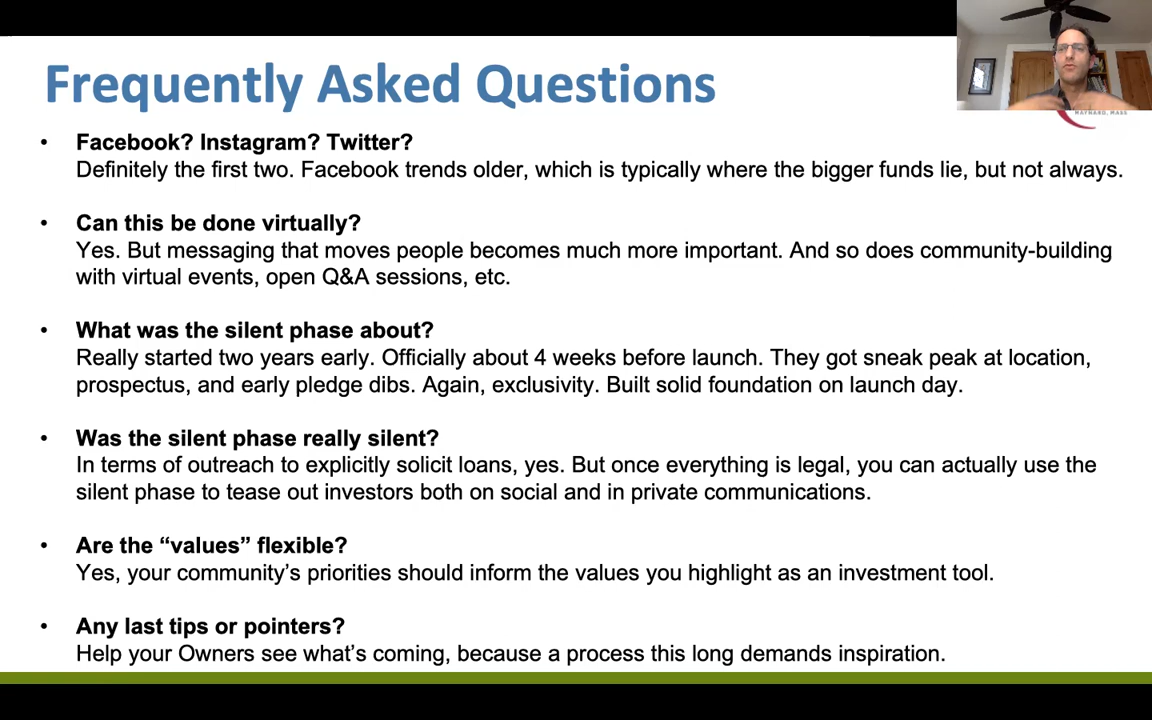 Frequently Asked Questions
MAYNARD, MASS
• Facebook? Instagram? Twitter?
Definitely the first two. Facebook trends older, which is typically where the bigger funds lie, but not always.
• Can this be done virtually?
Yes. But messaging that moves people becomes much more important. And so does community-building
with virtual events, open Q&A sessions, etc.
• What was the silent phase about?
Really started two years early. Officially about 4 weeks before launch. They got sneak peak at location,
prospectus, and early pledge dibs. Again, exclusivity. Built solid foundation on launch day.
• Was the silent phase really silent?
In terms of outreach to explicitly solicit loans, yes. But once everything is legal, you can actually use the
silent phase to tease out investors both on social and in private communications.
• Are the “values” flexible?
Yes, your community’s priorities should inform the values you highlight as an investment tool.
• Any last tips or pointers?
Help your Owners see what’s coming, because a process this long demands inspiration.